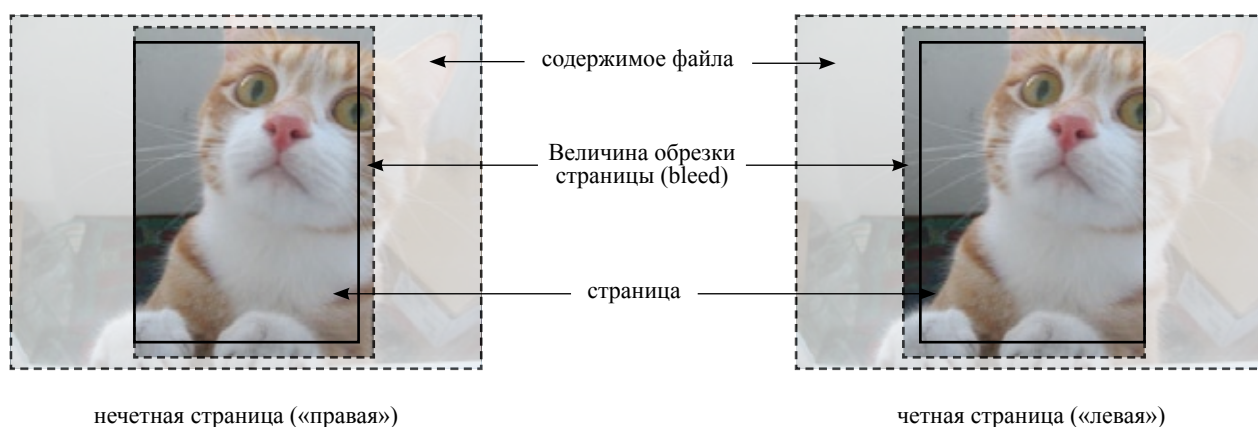 содержимое файла
Величина обрезки
страницы (bleed)
страница
нечетная страница («правая»)
четная страница («левая»)